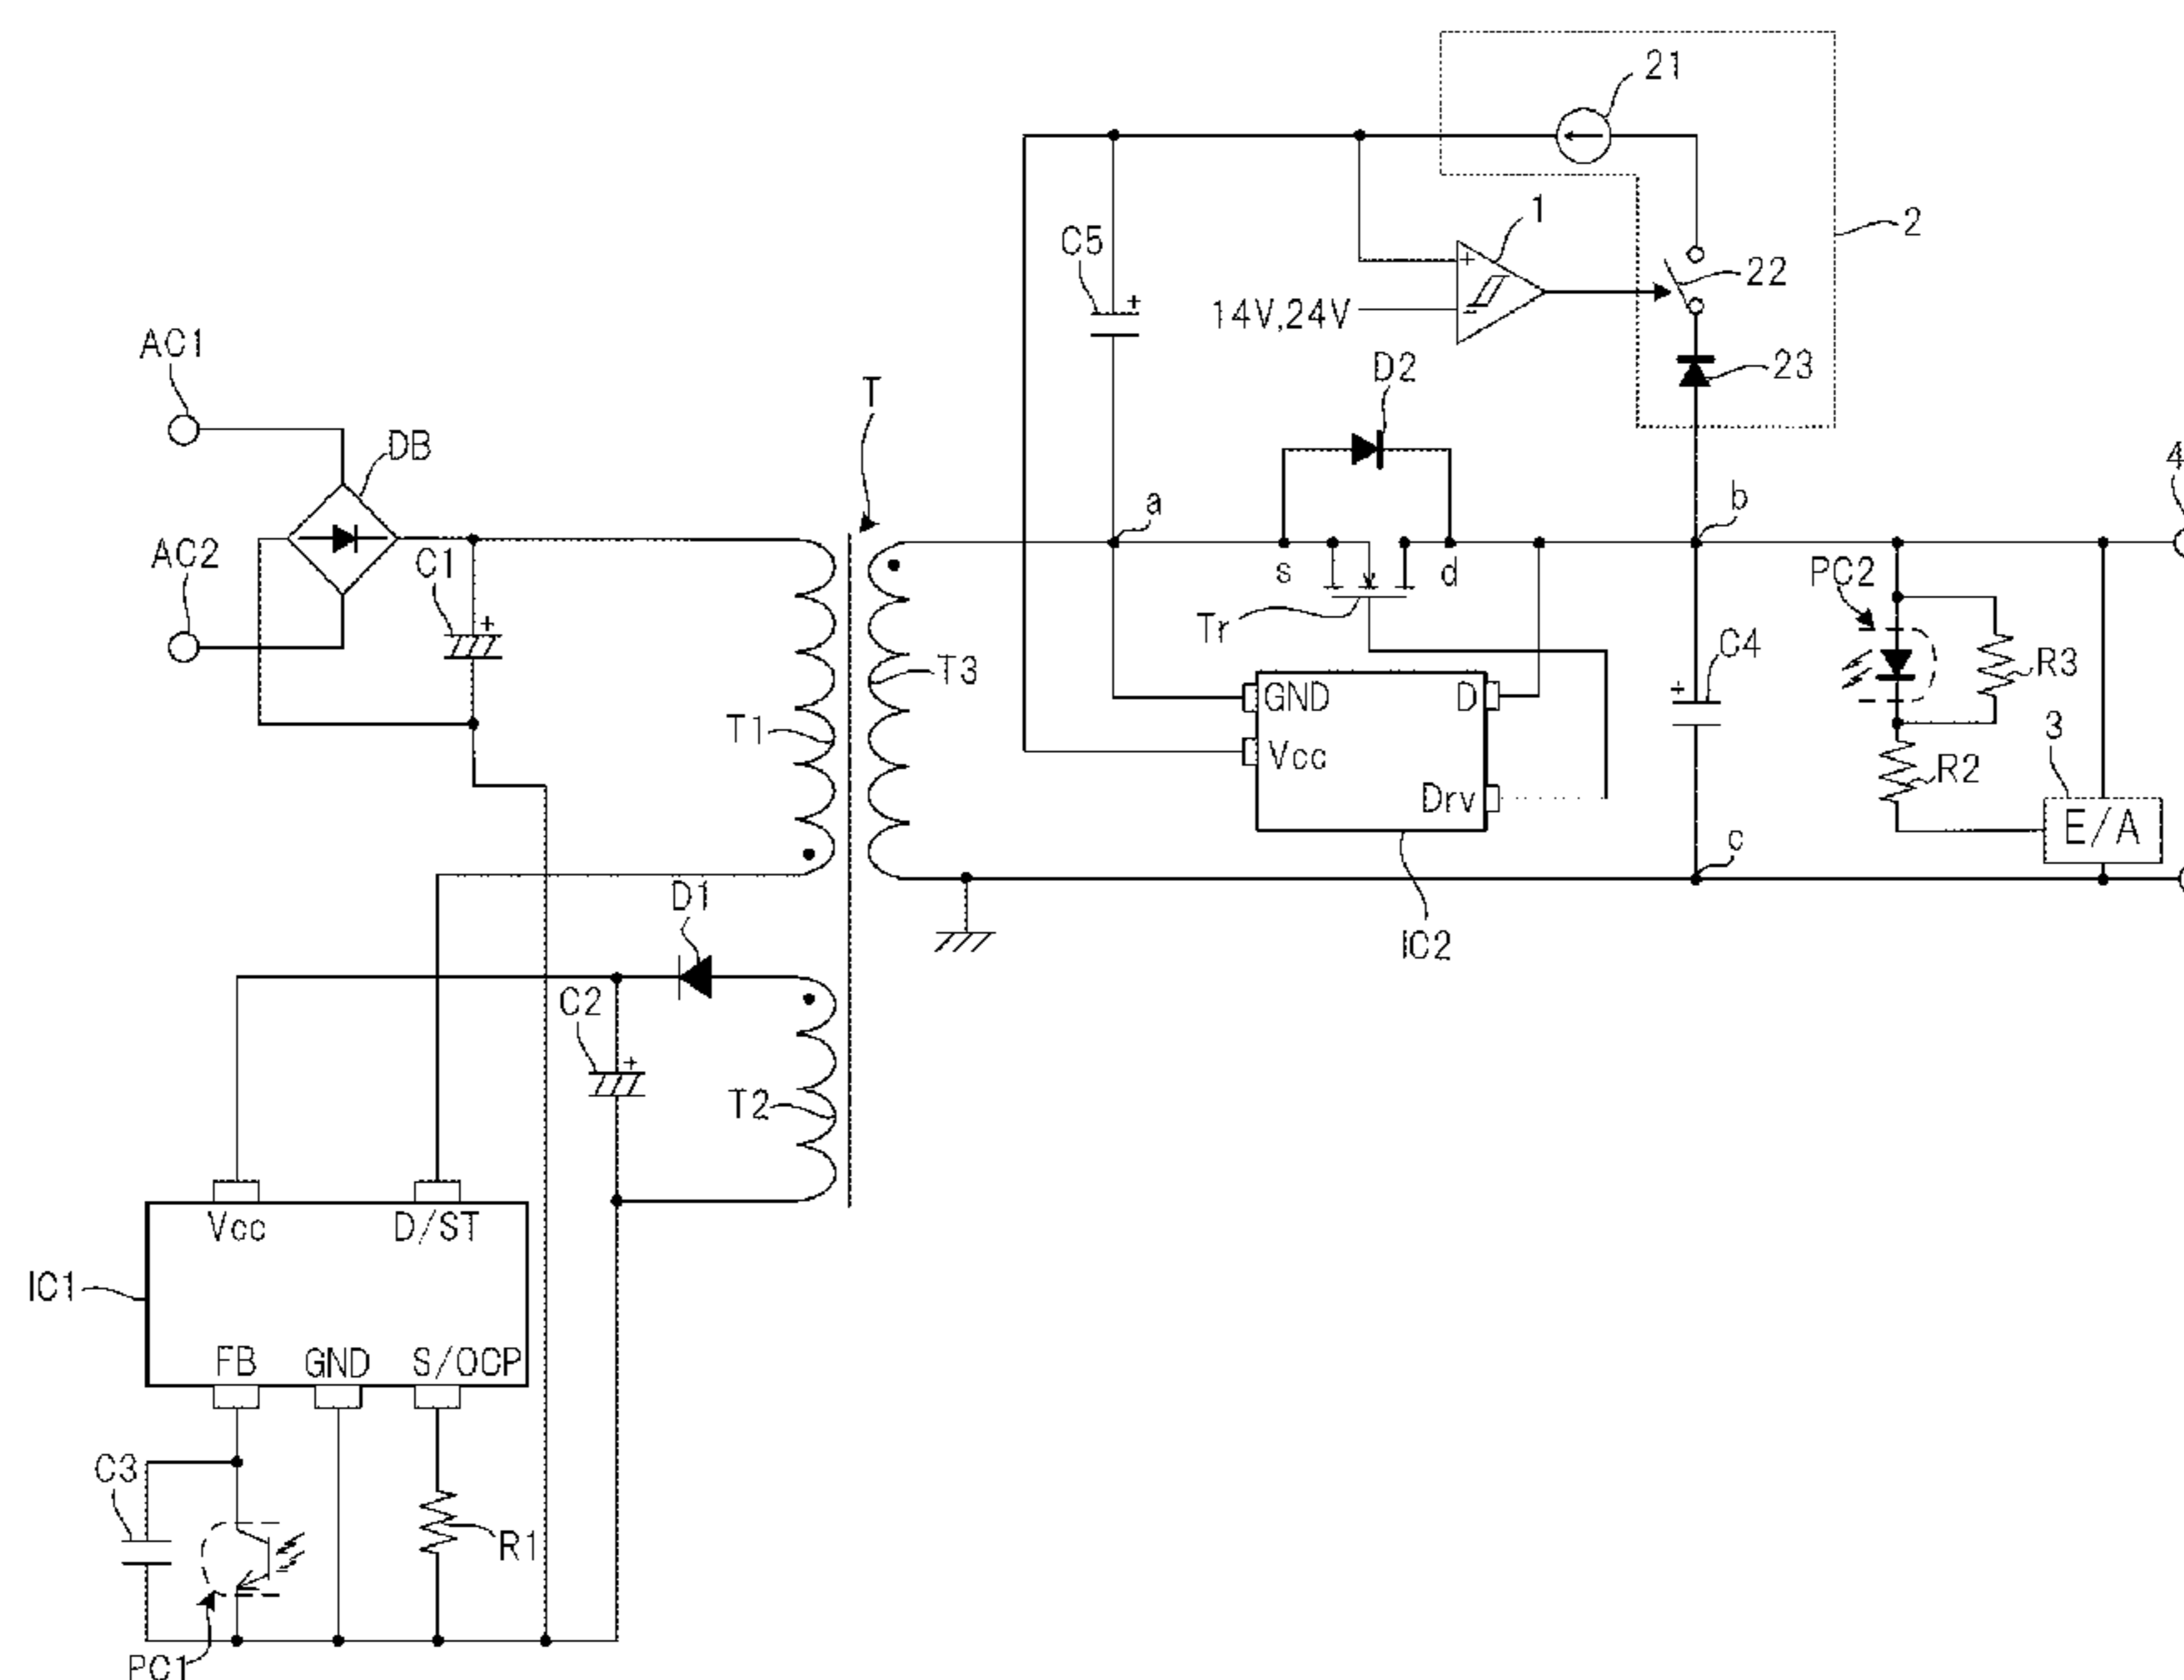 21
1
2
C5
+
+
22
14V,24V
-
23
AC1
D2
T
DB
4
a
b
AC2
C1
+
s
d
PC2
Tr
C4
T3
GND
D
+
R3
T1
Vcc
3
R2
Drv
E/A
c
D1
IC2
C2
+
T2
Vcc
D/ST
IC1
FB
GND
S/OCP
C3
R1
PC1